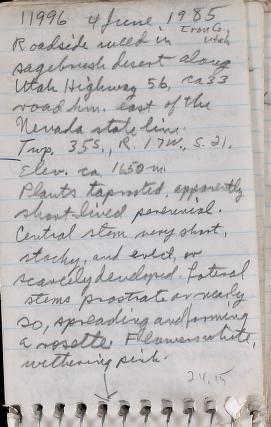 11996 4 June 1985
Roadside weed in Iron Co., Utah
sagebrush desert along
Utah Highway 56, ca 33
road km. east of the
Nevada state line.
Twp. 35S., R. 17W., S. 21.
Elev. ca. 1650 m.
Plants taprooted, apparently
short-lived perennial.
Central stem very short,
stocky, and erect, or
scarcely developed. Lateral
stems prostrate or nearly
so, spreading and forming
a rosette. Flowers white,
withering pink.